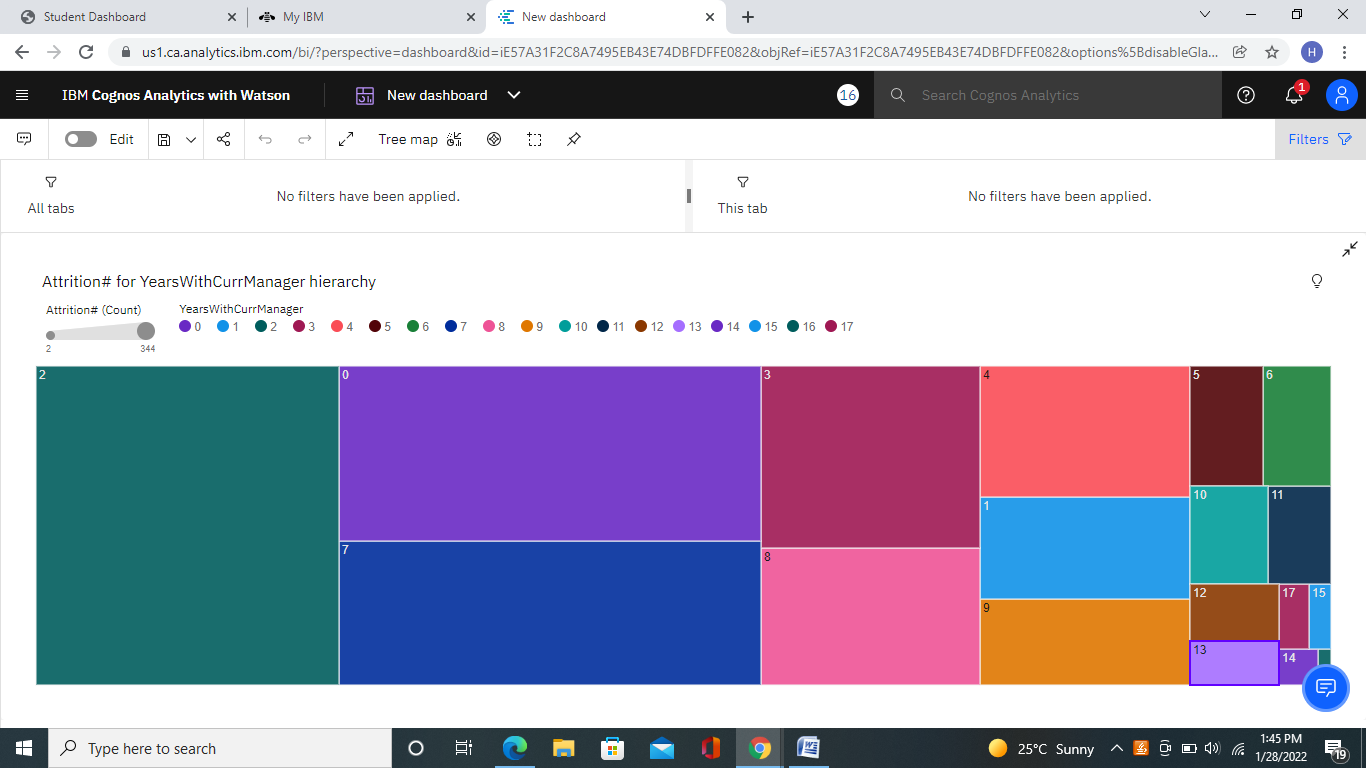 Student Dashboard My IBM New dashboard
us1.ca.analytics.ibm.com/bi/?perspective=dashboard&id=iE57A31F2C8A7495EB43E74DBFDFFE082&objRef=iE57A31F2C8A7495EB43E74DBFDFFE082&options%5BdisableGla... H
IBM Cognos Analytics with Watson New dashboard 16 Search Cognos Analytics 1
Edit Tree map Filters
No filters have been applied. No filters have been applied.
All tabs This tab
Attrition# for YearsWithCurrManager hierarchy
Attrition# (Count) YearsWithCurrManager
0 1 2 3 4 5 6 7 8 9 10 11 12 13 14 15 16 17
2 344
2 0 3 4 5 6
10 11
1
7
8
12 17 15
9
13
14
Type here to search 25°C Sunny 1:45 PM
1/28/2022 19